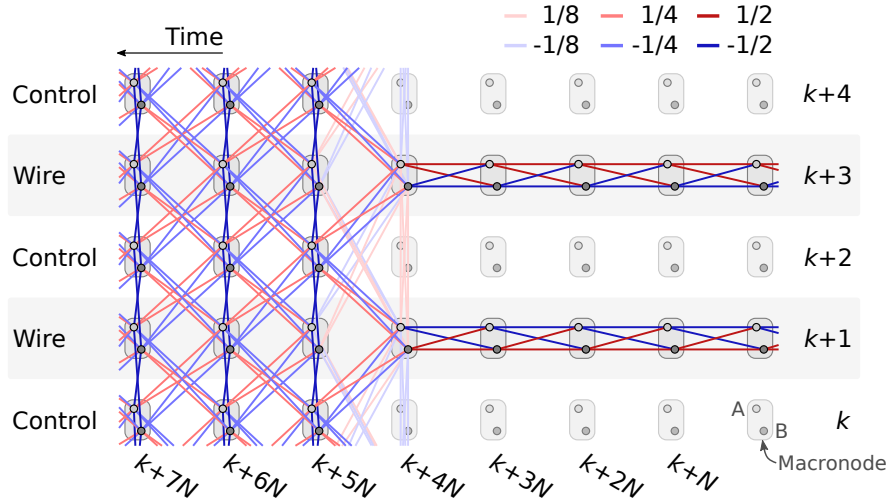 1/8 1/4 1/2
-1/8 -1/4 -1/2
Time
Control k+4
Wire k+3
Control k+2
Wire k+1
Control A B k
Macronode
k+7N k+6N k+5N k+4N k+3N k+2N k+N